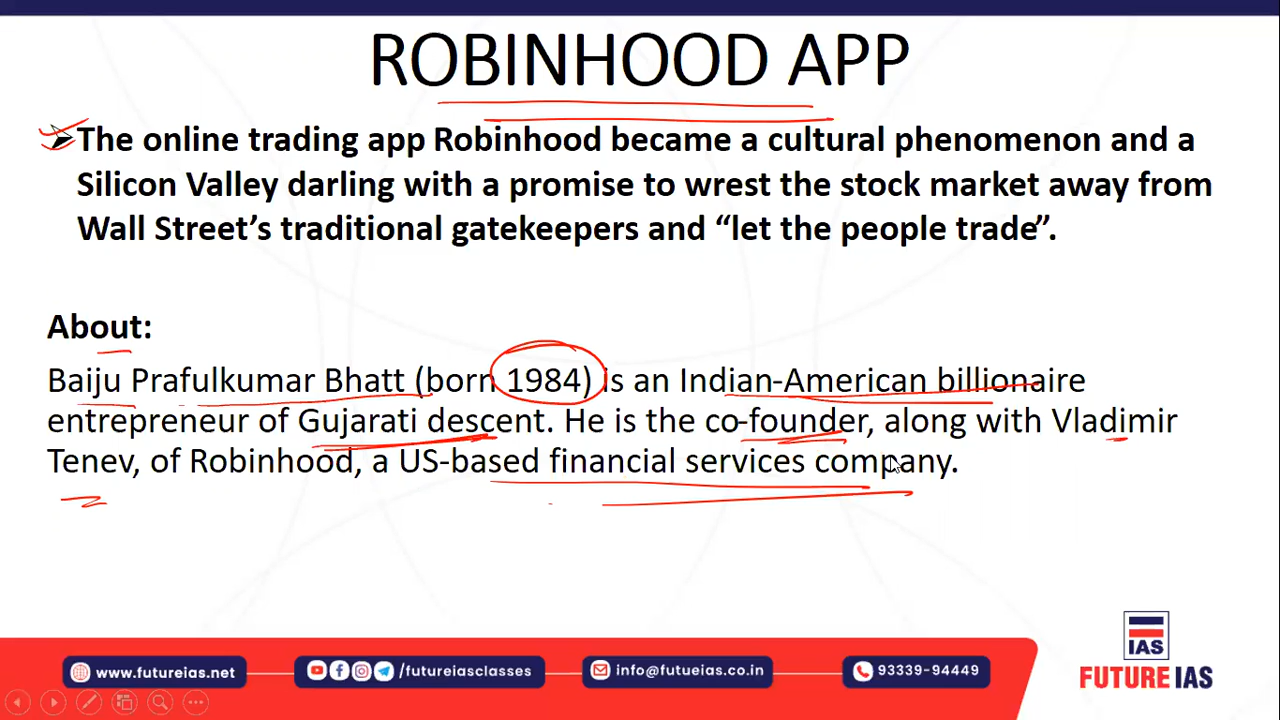 ROBINHOOD APP
The online trading app Robinhood became a cultural phenomenon and a
Silicon Valley darling with a promise to wrest the stock market away from
Wall Street’s traditional gatekeepers and “let the people trade”.
About:
Baiju Prafulkumar Bhatt (born 1984) is an Indian-American billionaire
entrepreneur of Gujarati descent. He is the co-founder, along with Vladimir
Tenev, of Robinhood, a US-based financial services company.
www.futureias.net
/futureiasclasses
info@futueias.co.in
93339-94449
IAS
FUTURE IAS